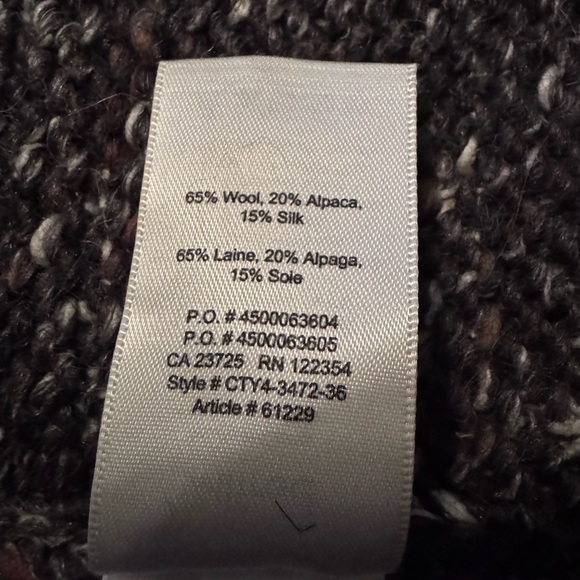 65% Wool, 20% Alpaca,
15% Silk
65% Laine, 20% Alpaga,
15% Soie
P.O. # 4500063604
P.O. # 4500063605
CA 23725 RN 122354
Style # CTY4-3472-36
Article # 61229